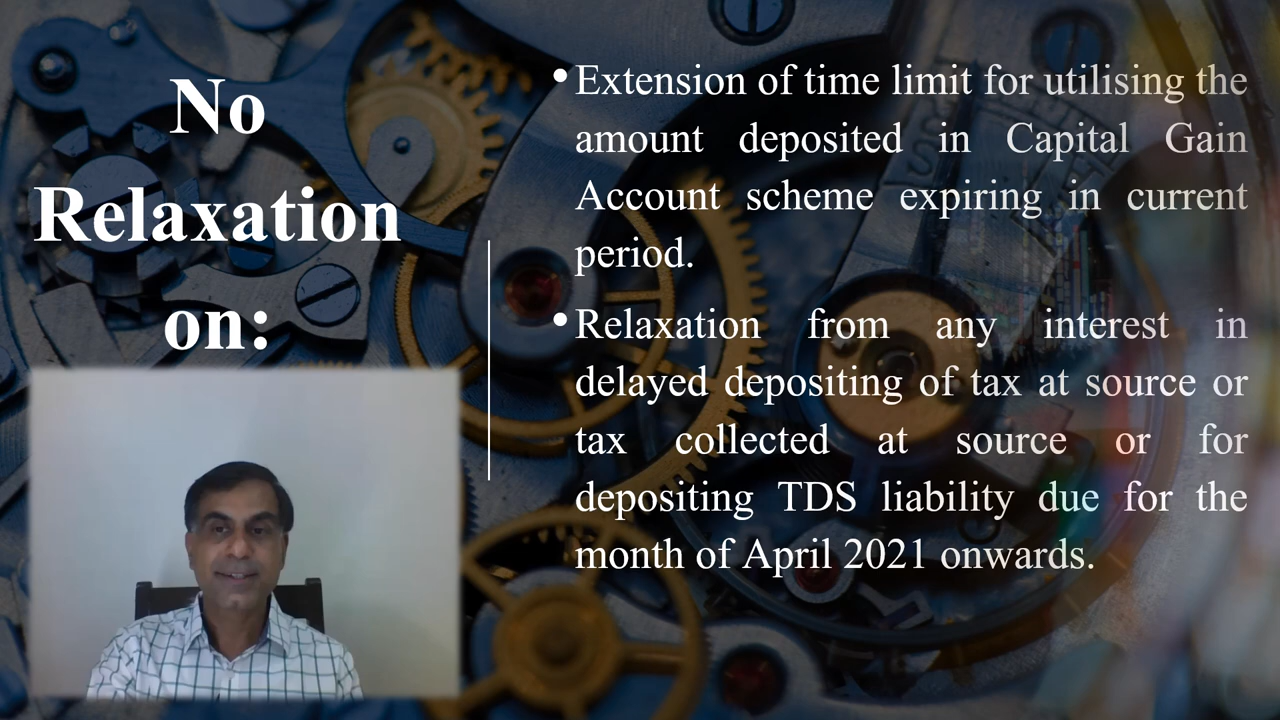 No
Relaxation
on:
•Extension of time limit for utilising the
amount deposited in Capital Gain
Account scheme expiring in current
period.
•Relaxation from any interest in
delayed depositing of tax at source or
tax collected at source or for
depositing TDS liability due for the
month of April 2021 onwards.